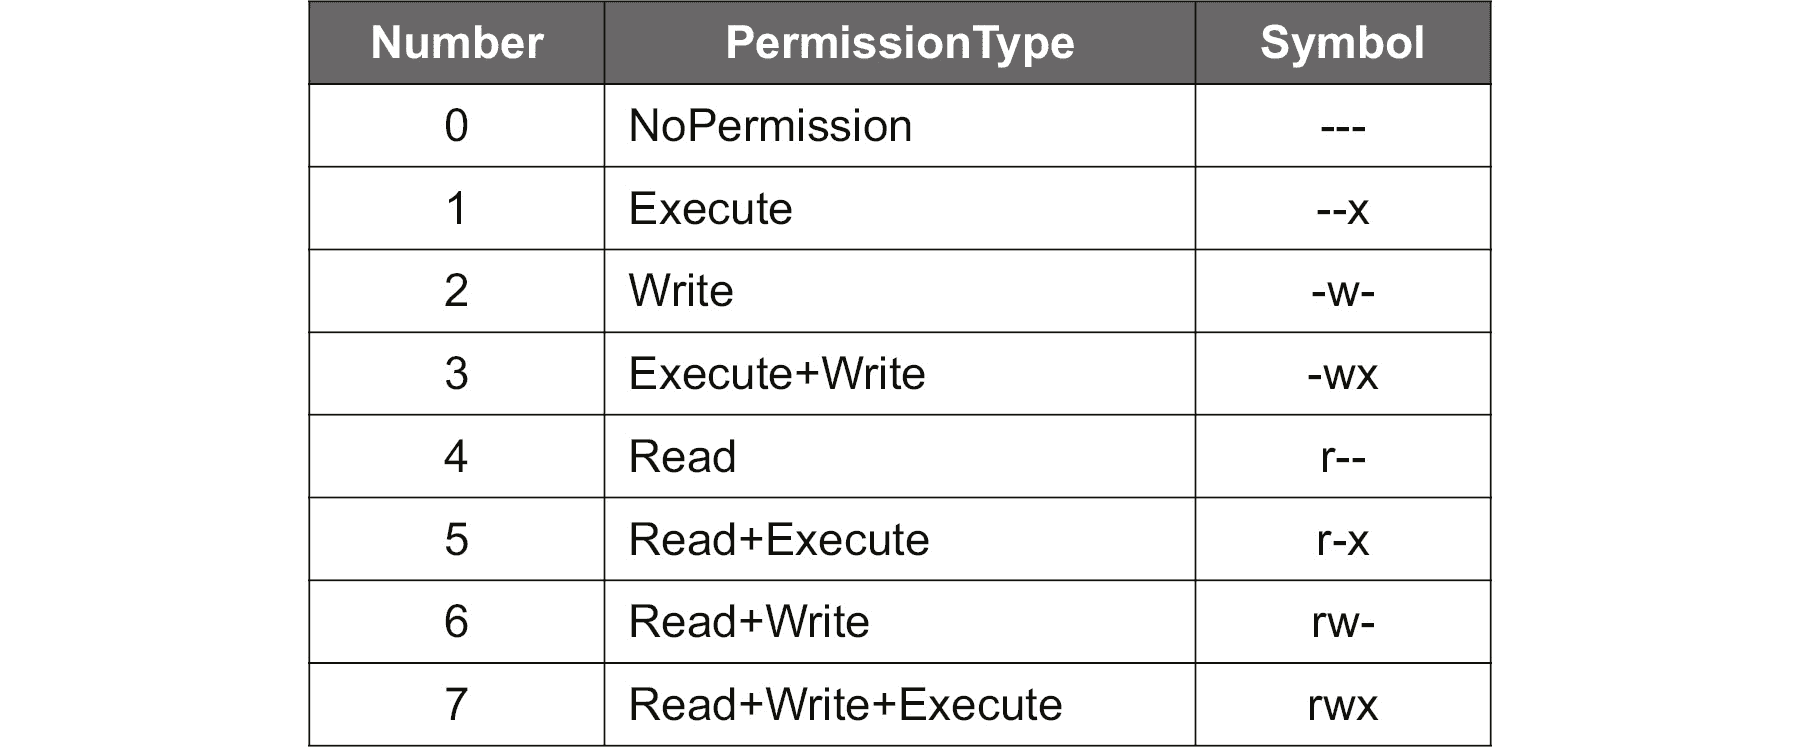 Number PermissionType Symbol
0 NoPermission ---
1 Execute --x
2 Write -w-
3 Execute+Write -wx
4 Read r--
5 Read+Execute r-x
6 Read+Write rw-
7 Read+Write+Execute rwx